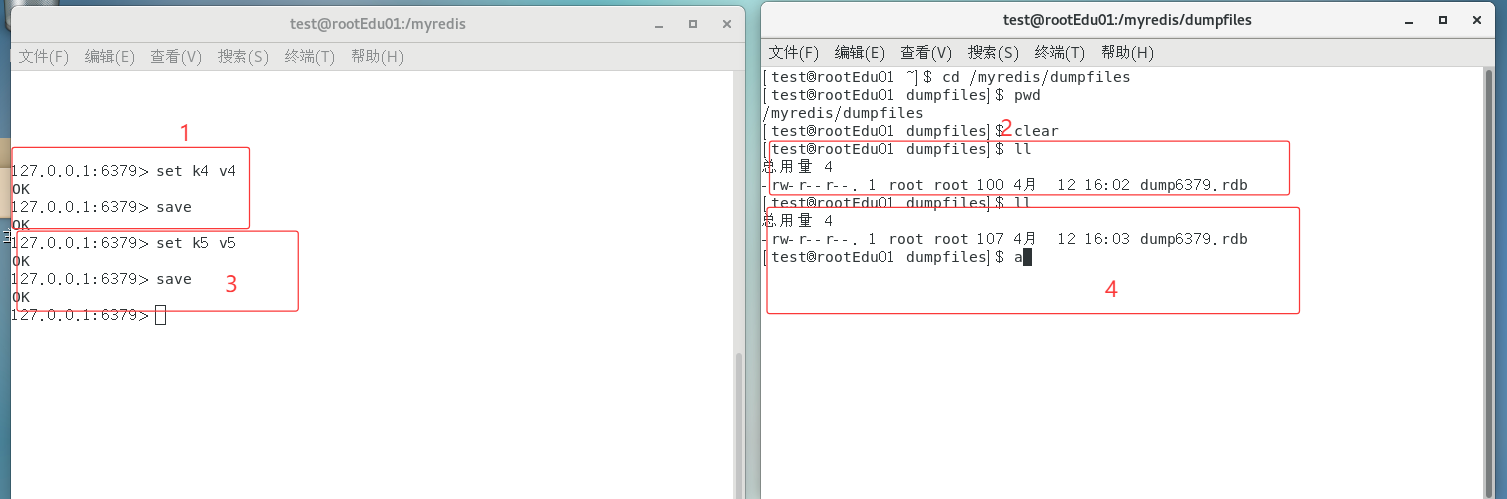 test@rootEdu01:/myredis
文件(F) 编辑(E) 查看(V) 搜索(S) 终端(T) 帮助(H)
1
127.0.0.1:6379> set k4 v4
OK
127.0.0.1:6379> save
OK
127.0.0.1:6379> set k5 v5
OK
127.0.0.1:6379> save
3
OK
127.0.0.1:6379>
test@rootEdu01:/myredis/dumpfiles
文件(F) 编辑(E) 查看(V) 搜索(S) 终端(T) 帮助(H)
[test@rootEdu01 ~]$ cd /myredis/dumpfiles
[test@rootEdu01 dumpfiles]$ pwd
/myredis/dumpfiles
[test@rootEdu01 dumpfiles]$ clear
2
[test@rootEdu01 dumpfiles]$ ll
总用量 4
-rw-r--r--. 1 root root 100 4月  12 16:02 dump6379.rdb
[test@rootEdu01 dumpfiles]$ ll
总用量 4
-rw-r--r--. 1 root root 107 4月  12 16:03 dump6379.rdb
[test@rootEdu01 dumpfiles]$ a
4